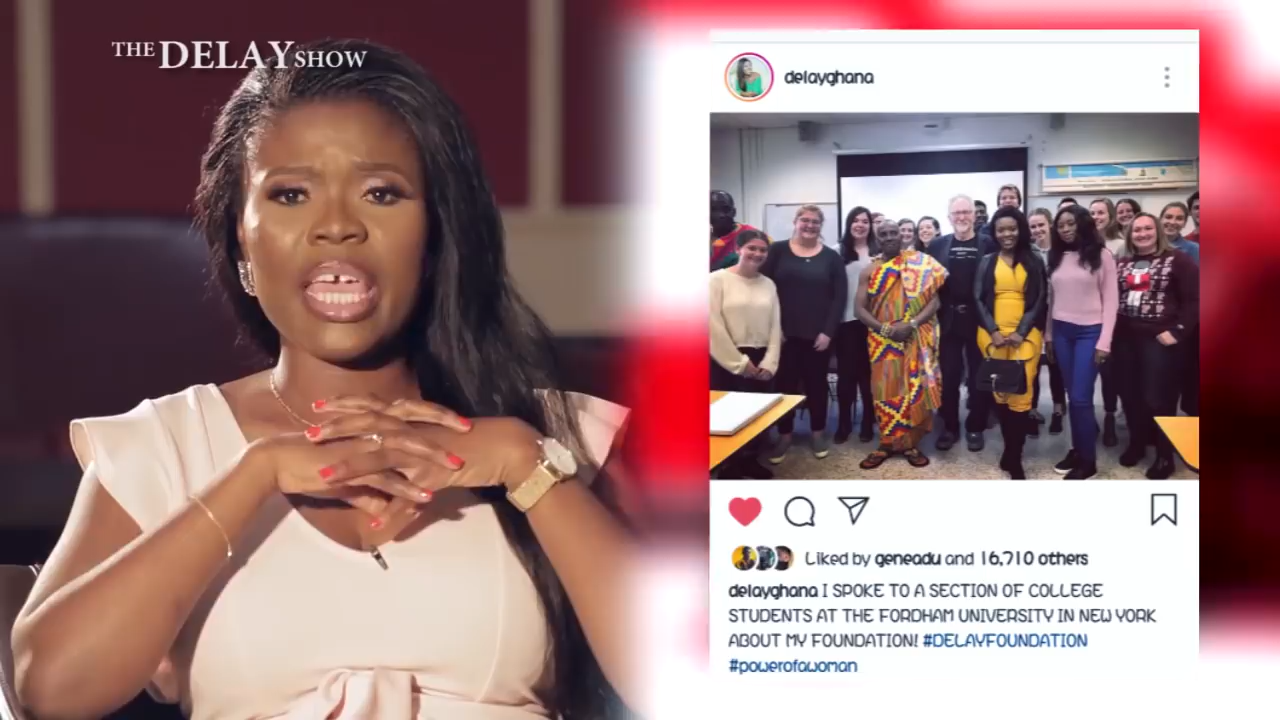 THE DELAY SHOW
delayghana
Liked by geneadu and 16,710 others
delayghana I SPOKE TO A SECTION OF COLLEGE
STUDENTS AT THE FORDHAM UNIVERSITY IN NEW YORK
ABOUT MY FOUNDATION! #DELAYFOUNDATION
#powerofawoman